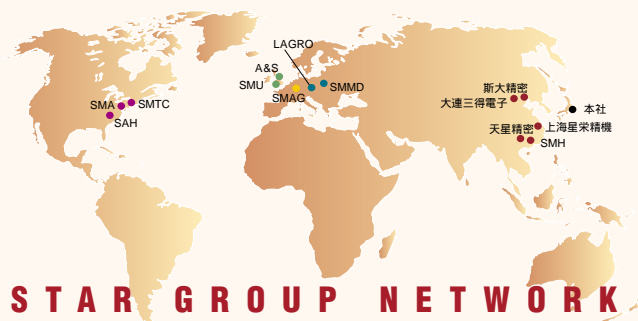 LAGRO
A&S
SMU
SMAG
SMMD
SMA
SMTC
SAH
斯大精密
大連三得電子
本社
天星精密
上海星栄精機
SMH
STAR GROUP NETWORK